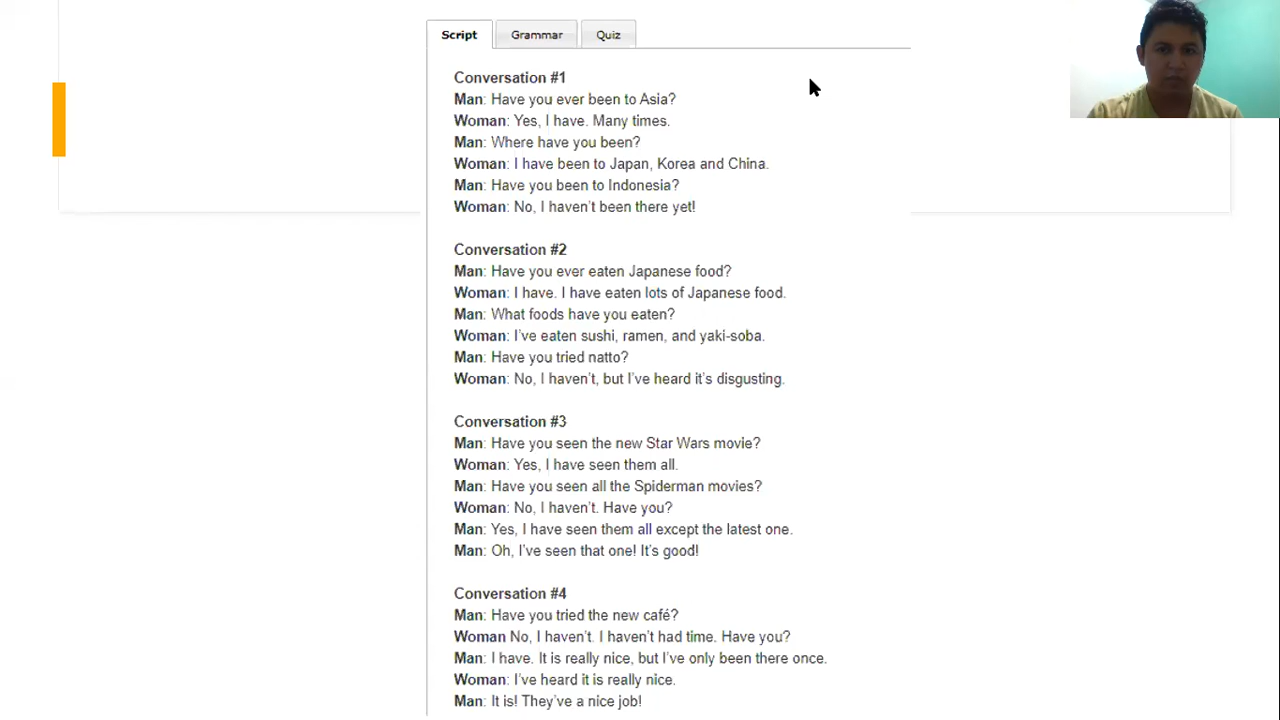 Script
Grammar
Quiz
Conversation #1
Man: Have you ever been to Asia?
Woman: Yes, I have. Many times.
Man: Where have you been?
Woman: I have been to Japan, Korea and China.
Man: Have you been to Indonesia?
Woman: No, I haven't been there yet!
Conversation #2
Man: Have you ever eaten Japanese food?
Woman: I have. I have eaten lots of Japanese food.
Man: What foods have you eaten?
Woman: I've eaten sushi, ramen, and yaki-soba.
Man: Have you tried natto?
Woman: No, I haven't, but I've heard it's disgusting.
Conversation #3
Man: Have you seen the new Star Wars movie?
Woman: Yes, I have seen them all.
Man: Have you seen all the Spiderman movies?
Woman: No, I haven't. Have you?
Man: Yes, I have seen them all except the latest one.
Man: Oh, I've seen that one! It's good!
Conversation #4
Man: Have you tried the new café?
Woman No, I haven't. I haven't had time. Have you?
Man: I have. It is really nice, but I've only been there once.
Woman: I've heard it is really nice.
Man: It is! They've a nice job!